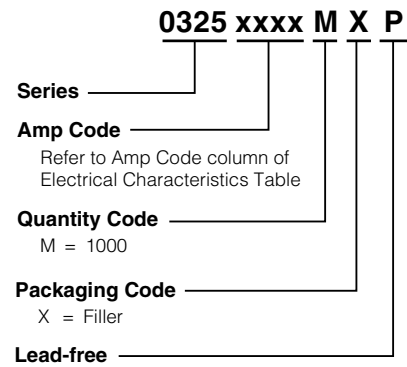 0325 xxxx M X P
Series
Amp Code
Refer to Amp Code column of
Electrical Characteristics Table
Quantity Code
M = 1000
Packaging Code
X = Filler
Lead-free